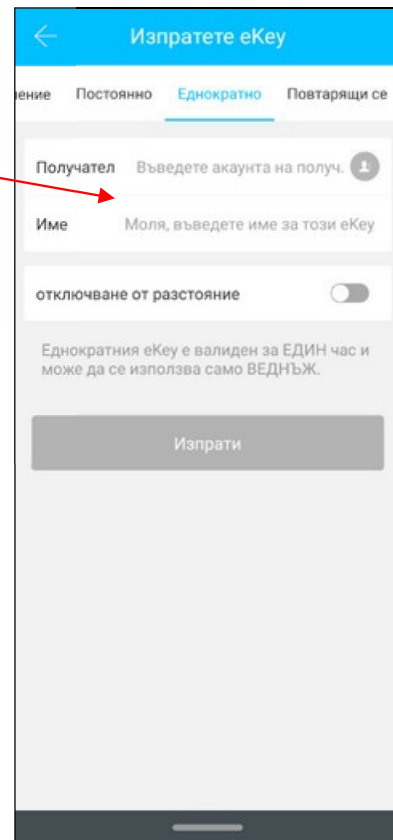 Изпратете eKey
ение Постоянно Еднократно Повтарящи се
Получател Въведете акаунта на получ.
Име Моля, въведете име за този eKey
отключване от разстояние
Еднократния eKey е валиден за ЕДИН час и
може да се използва само ВЕДНЪЖ.
Изпрати